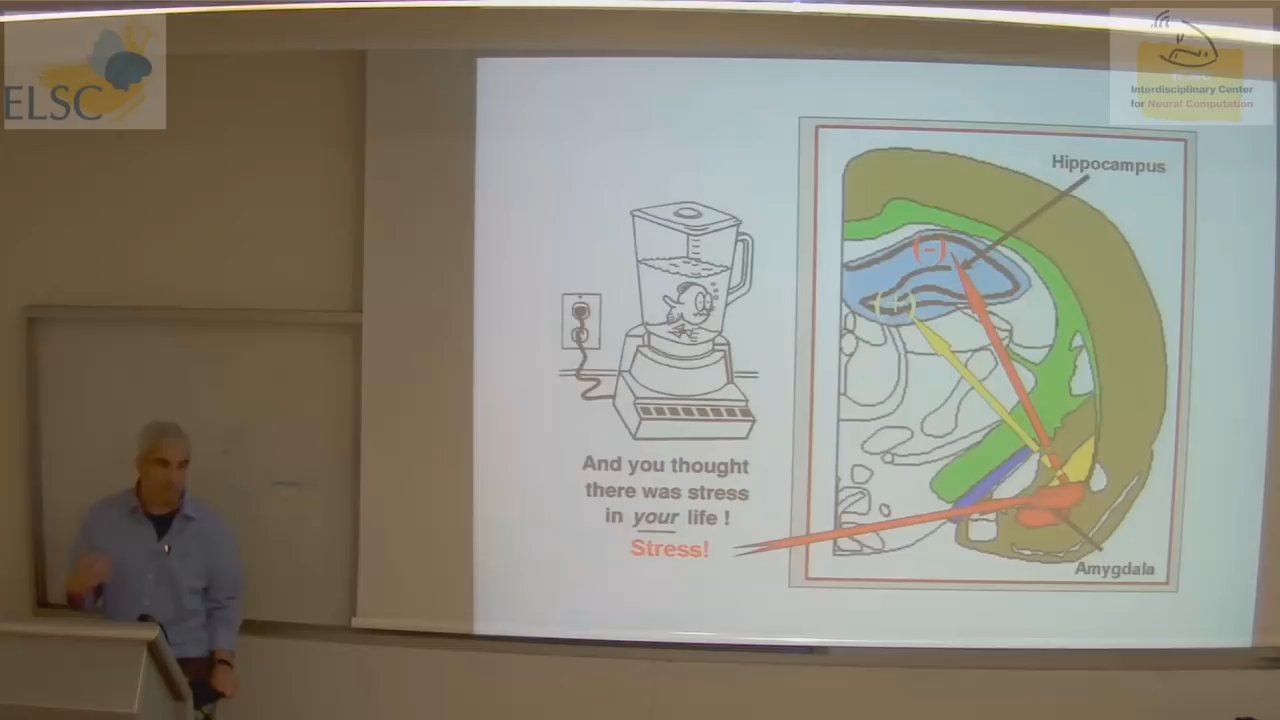 ELSC
Interdisciplinary Center
for Neural Computation
Hippocampus
(-)
And you thought
there was stress
in your life !
Stress!
Amygdala